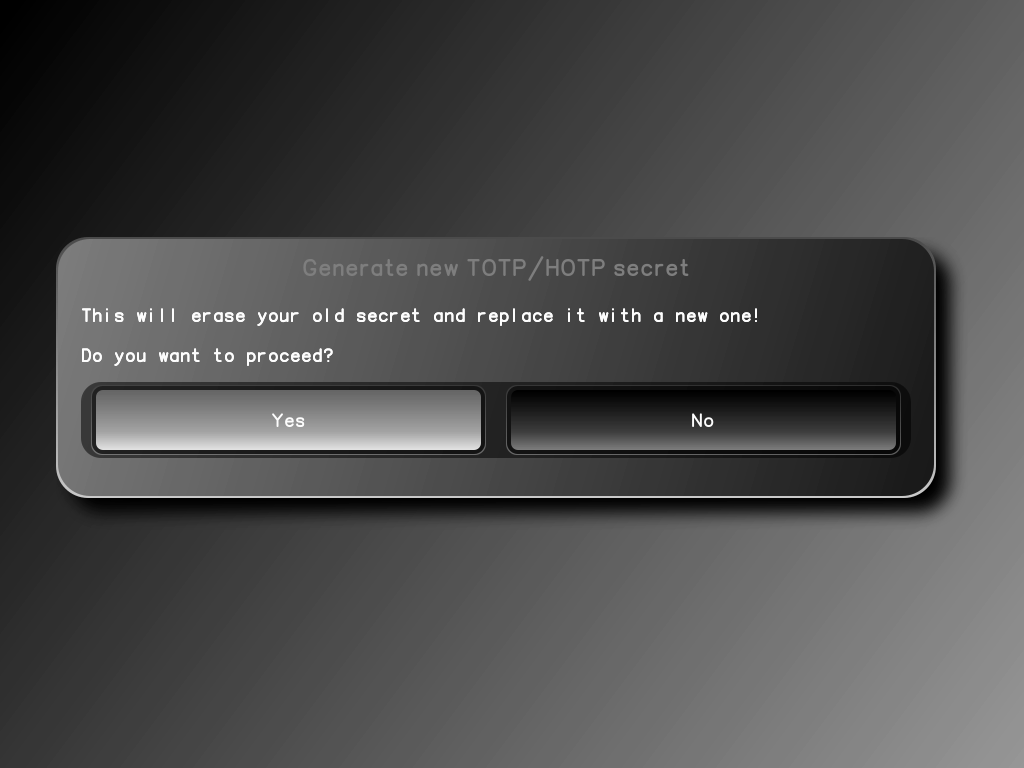 Generate new TOTP/HOTP secret
This will erase your old secret and replace it with a new one!
Do you want to proceed?
Yes
No